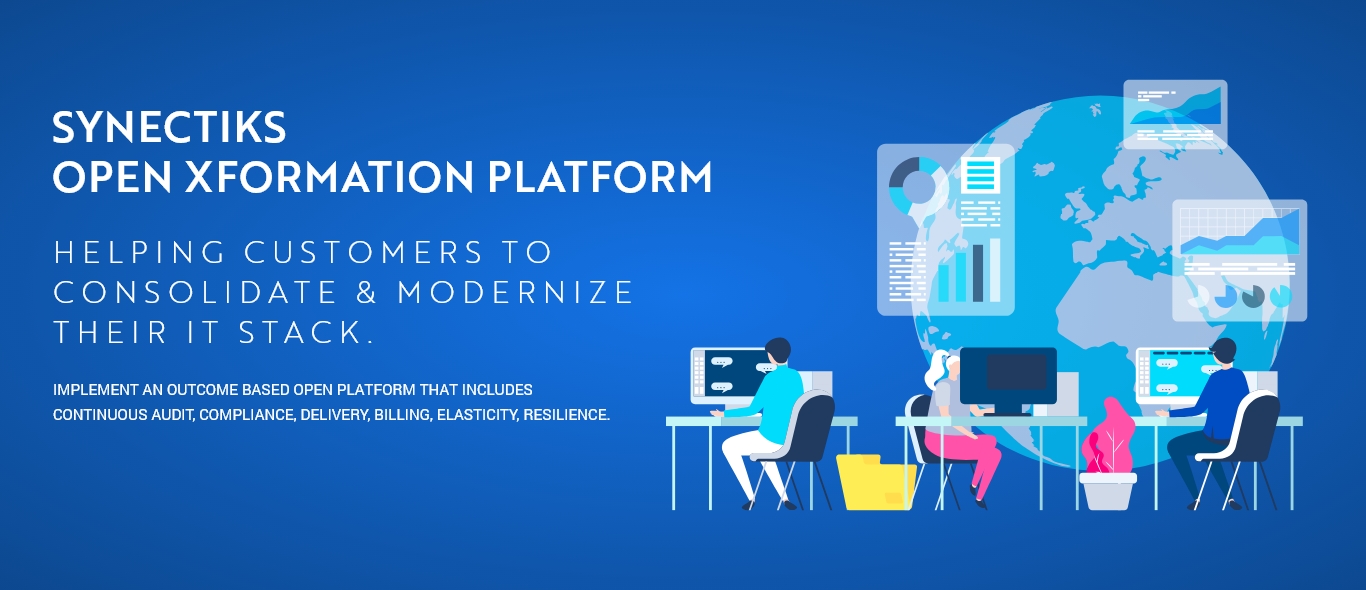 SYNECTIKS
OPEN XFORMATION PLATFORM
HELPING CUSTOMERS TO
CONSOLIDATE & MODERNIZE
THEIR IT STACK.
IMPLEMENT AN OUTCOME BASED OPEN PLATFORM THAT INCLUDES
CONTINUOUS AUDIT, COMPLIANCE, DELIVERY, BILLING, ELASTICITY, RESILIENCE.